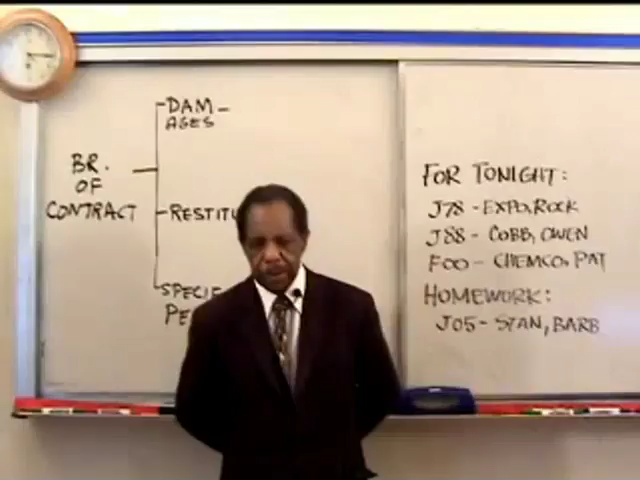 DAM-
AGES
BR.
OF
CONTRACT
FOR TONIGHT:
J78 - EXPO, ROCK
J88 - COBB, OWEN
F00 - CHEMCO, PAT
HOMEWORK:
J05 - STAN, BARB
RESTITU
SPECIF
PE